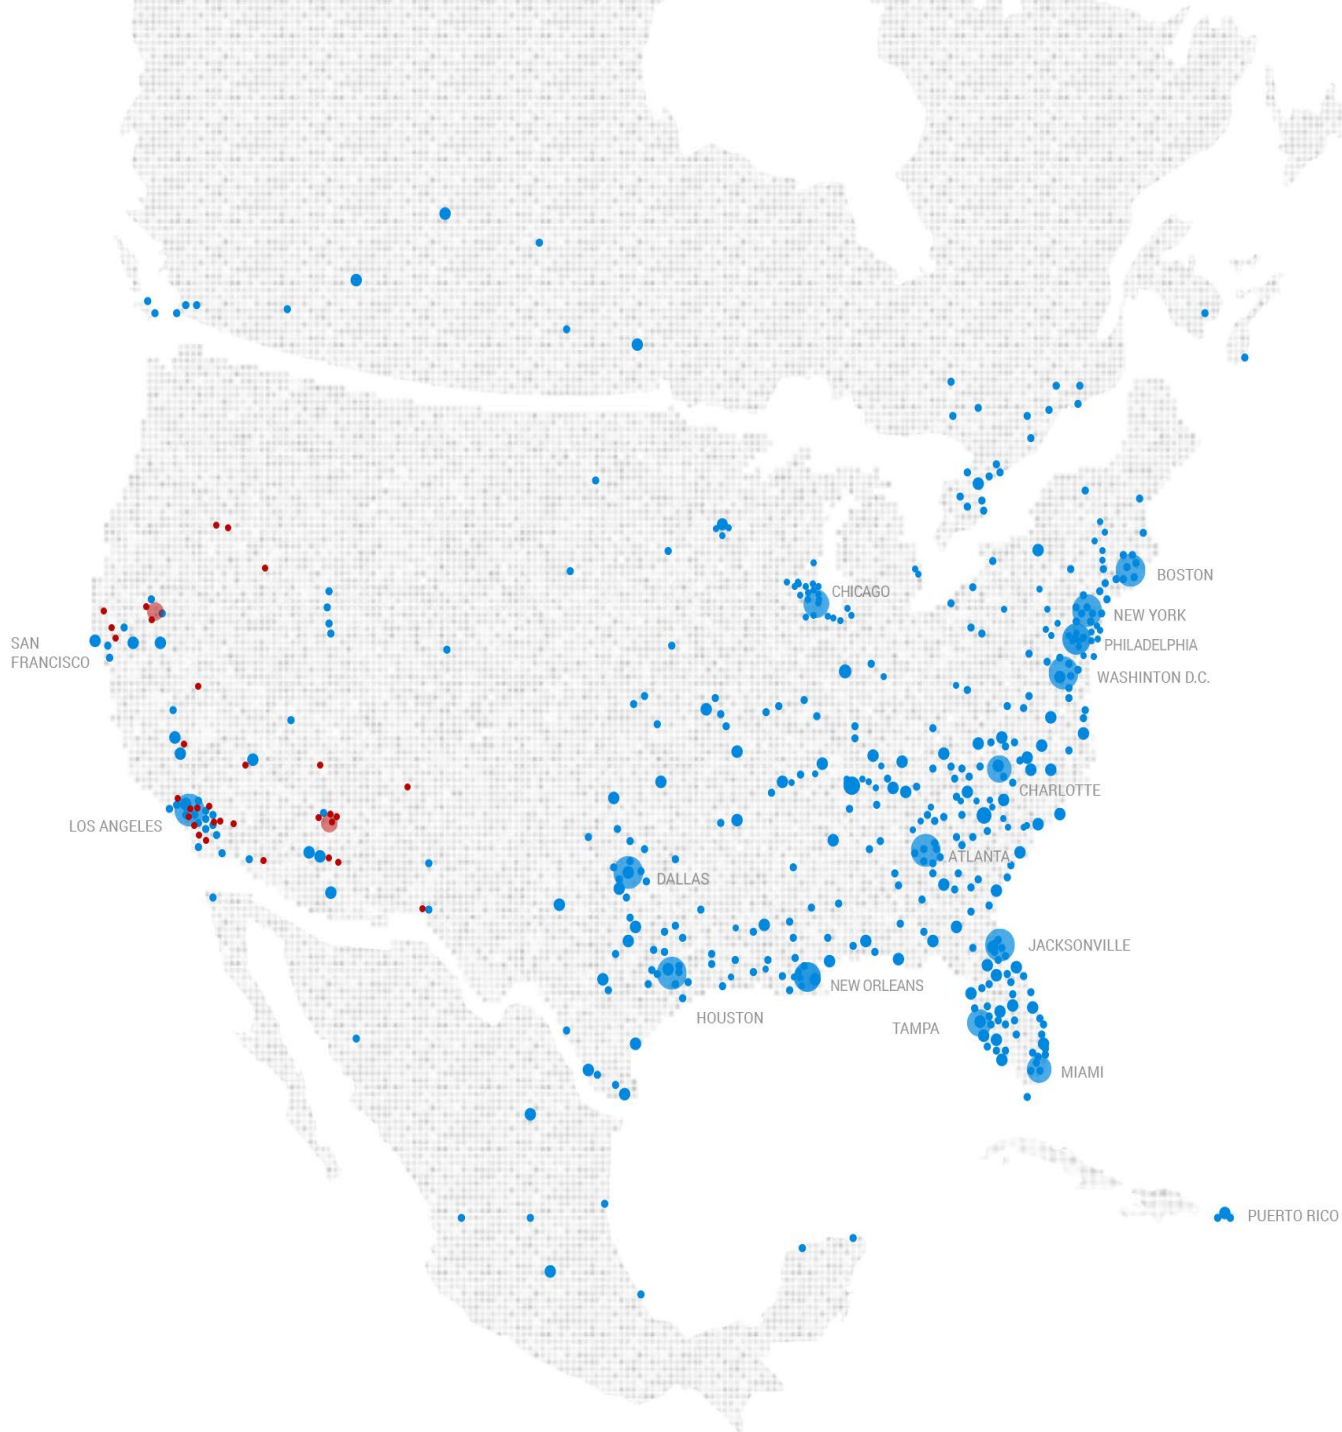 CHICAGO
BOSTON
NEW YORK
SAN
FRANCISCO
PHILADELPHIA
WASHINTON D.C.
CHARLOTTE
LOS ANGELES
ATLANTA
DALLAS
JACKSONVILLE
NEW ORLEANS
HOUSTON
TAMPA
MIAMI
PUERTO RICO